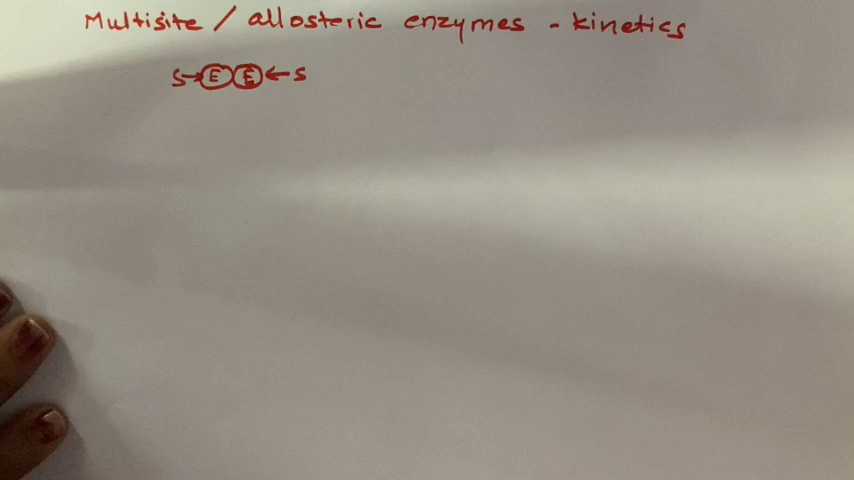 Multisite / allosteric enzymes - kinetics
S→ E E ←S